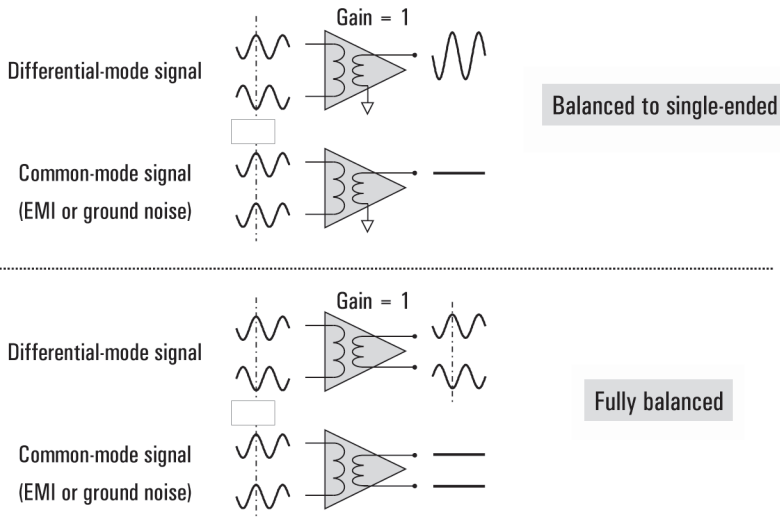 Gain = 1
Differential-mode signal
Balanced to single-ended
Common-mode signal
(EMI or ground noise)
Gain = 1
Differential-mode signal
Fully balanced
Common-mode signal
(EMI or ground noise)